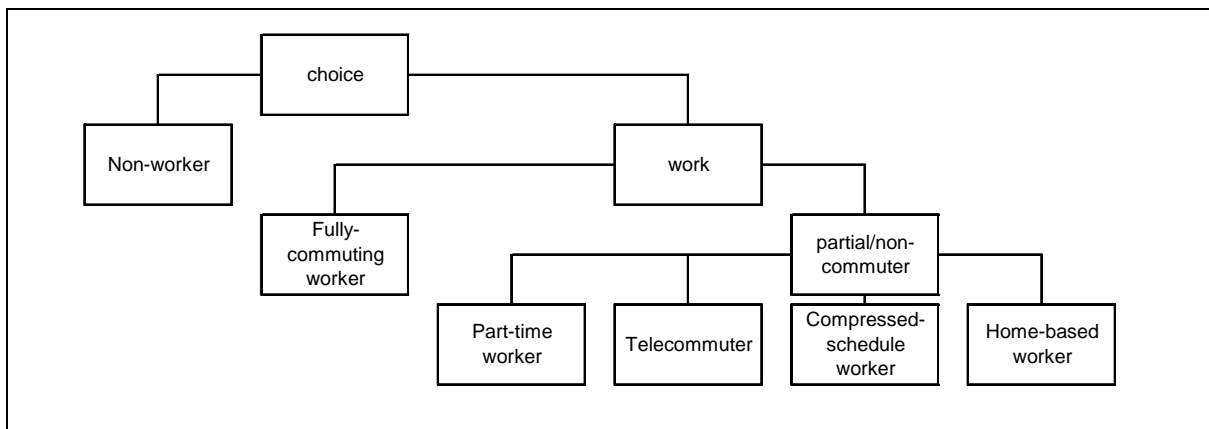 choice
Non-worker
work
Fully-
commuting
worker
partial/non-
commuter
Part-time
worker
Telecommuter
Compressed-
schedule
worker
Home-based
worker